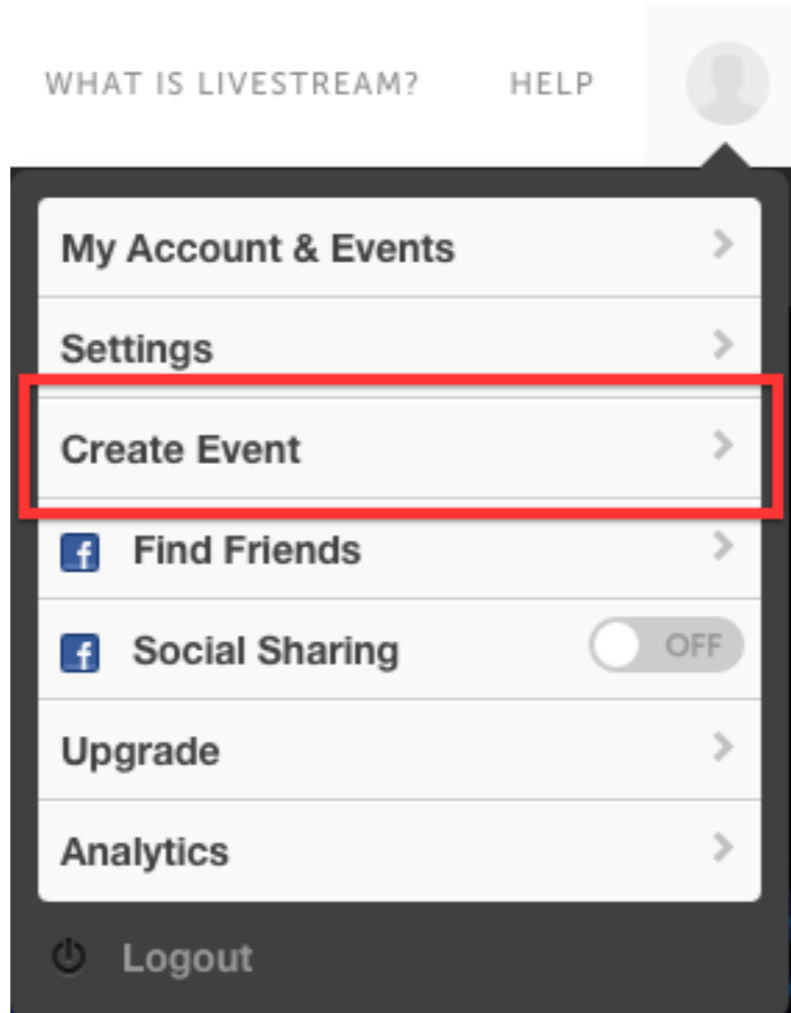 WHAT IS LIVESTREAM? HELP
My Account & Events
Settings
Create Event
Find Friends
Social Sharing OFF
Upgrade
Analytics
Logout